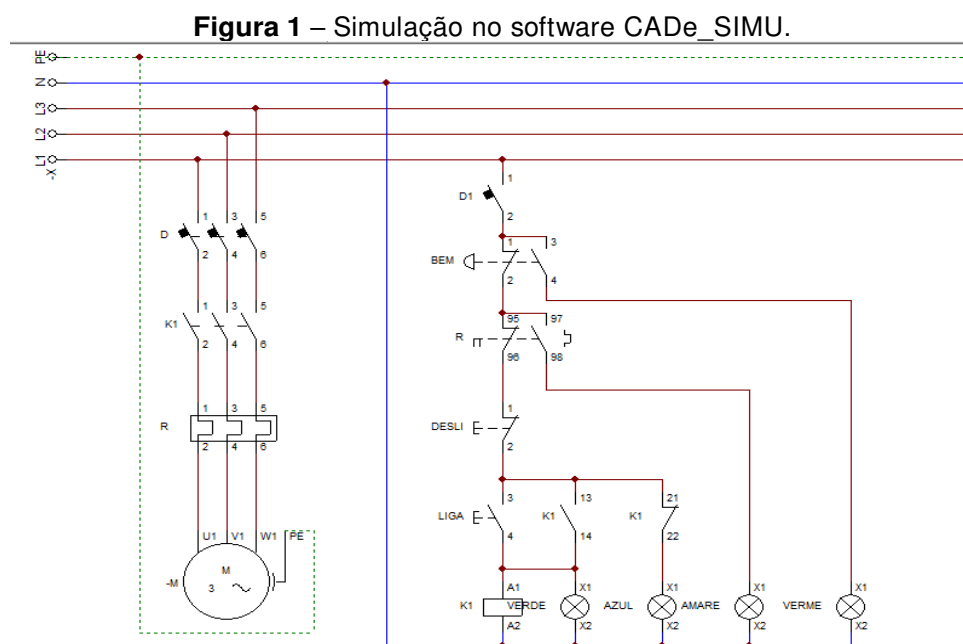 Figura 1 – Simulação no software CADe_SIMU.
PE
N
L3
L2
L1
-X
D
1 3 5
2 4 6
K1
1 3 5
2 4 6
R
1 3 5
2 4 6
U1 V1 W1 PE
-M
M
3
D1
1
2
BEM
1 3
2 4
R
95 97
96 98
DESLI
1
2
LIGA
3
4
K1
13
14
K1
21
22
K1
A1
A2
VERDE
X1
X2
AZUL
X1
X2
AMARE
X1
X2
VERME
X1
X2